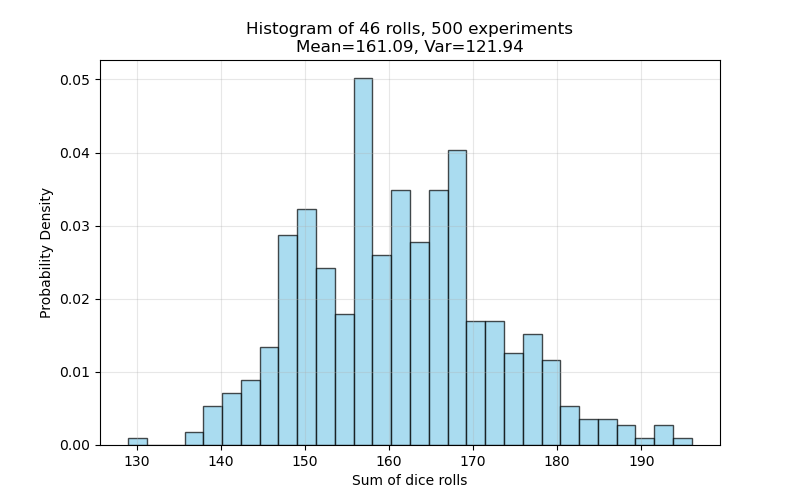 Histogram of 46 rolls, 500 experiments
Mean=161.09, Var=121.94
0.05
0.04
0.03
0.02
0.01
0.00
Probability Density
130 140 150 160 170 180 190
Sum of dice rolls